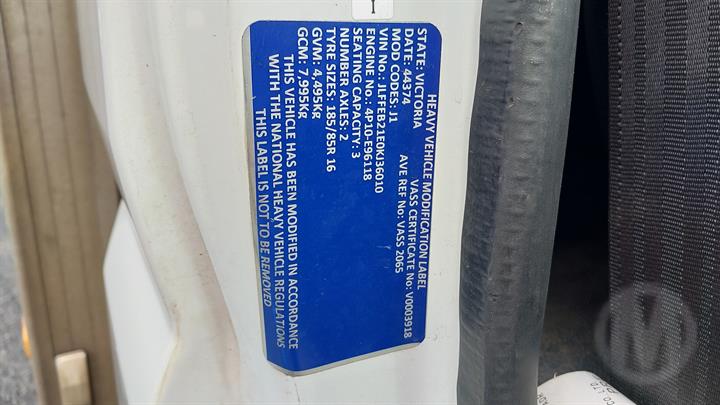 HEAVY VEHICLE MODIFICATION LABEL
STATE: VICTORIA VASS CERTIFICATE No: V0003918
DATE: 44374 AVE REF No: VASS 2065
MOD CODES: J1
VIN No.: JLFFEB21E0KJ36010
ENGINE No.: 4P10-E96118
SEATING CAPACITY: 3
NUMBER AXLES: 2
TYRE SIZES: 185/85R 16
GVM: 4,495Kg
GCM: 7,995Kg
THIS VEHICLE HAS BEEN MODIFIED IN ACCORDANCE
WITH THE NATIONAL HEAVY VEHICLE REGULATIONS
THIS LABEL IS NOT TO BE REMOVED
M
CO LTD